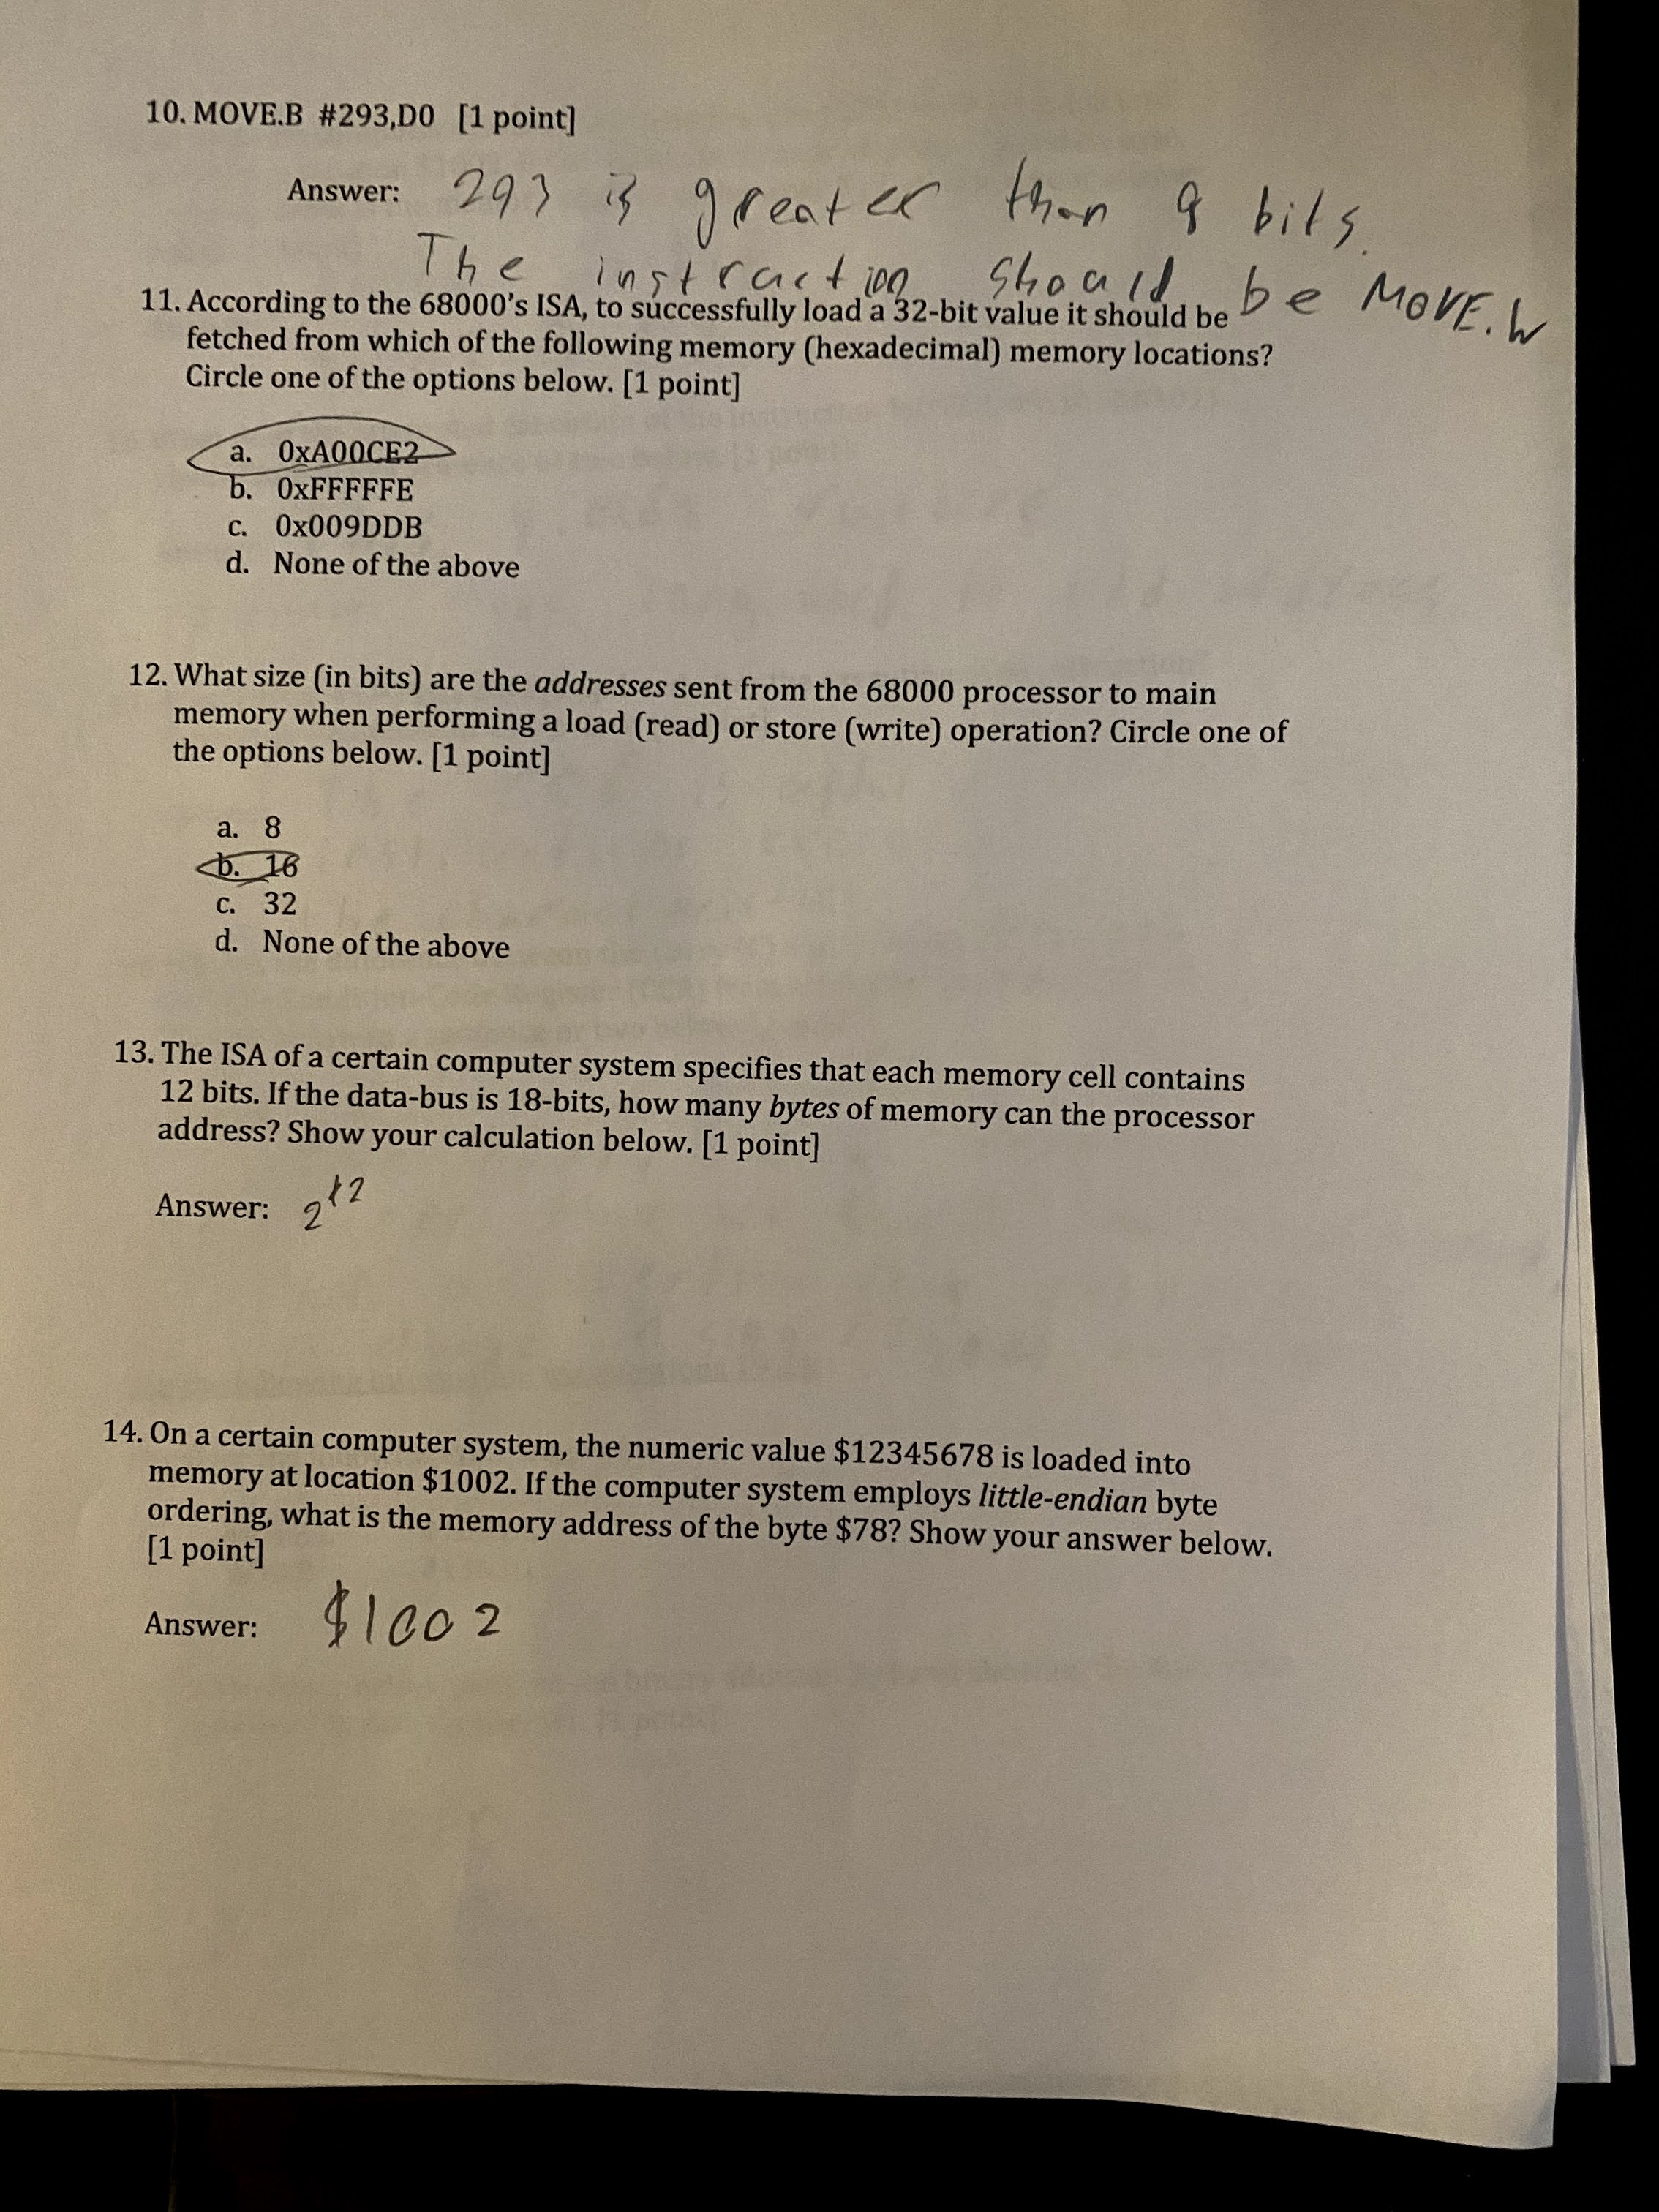 10. MOVE.B #293,D0 [1 point]
Answer: 293 is greater than 8 bits.
The instruction should be MOVE.W
11. According to the 68000's ISA, to successfully load a 32-bit value it should be
fetched from which of the following memory (hexadecimal) memory locations?
Circle one of the options below. [1 point]
a. 0xA00CE2
b. 0xFFFFFE
c. 0x009DDB
d. None of the above
12. What size (in bits) are the addresses sent from the 68000 processor to main
memory when performing a load (read) or store (write) operation? Circle one of
the options below. [1 point]
a. 8
b. 16
c. 32
d. None of the above
13. The ISA of a certain computer system specifies that each memory cell contains
12 bits. If the data-bus is 18-bits, how many bytes of memory can the processor
address? Show your calculation below. [1 point]
Answer: 2^12
14. On a certain computer system, the numeric value $12345678 is loaded into
memory at location $1002. If the computer system employs little-endian byte
ordering, what is the memory address of the byte $78? Show your answer below.
[1 point]
Answer: $1002